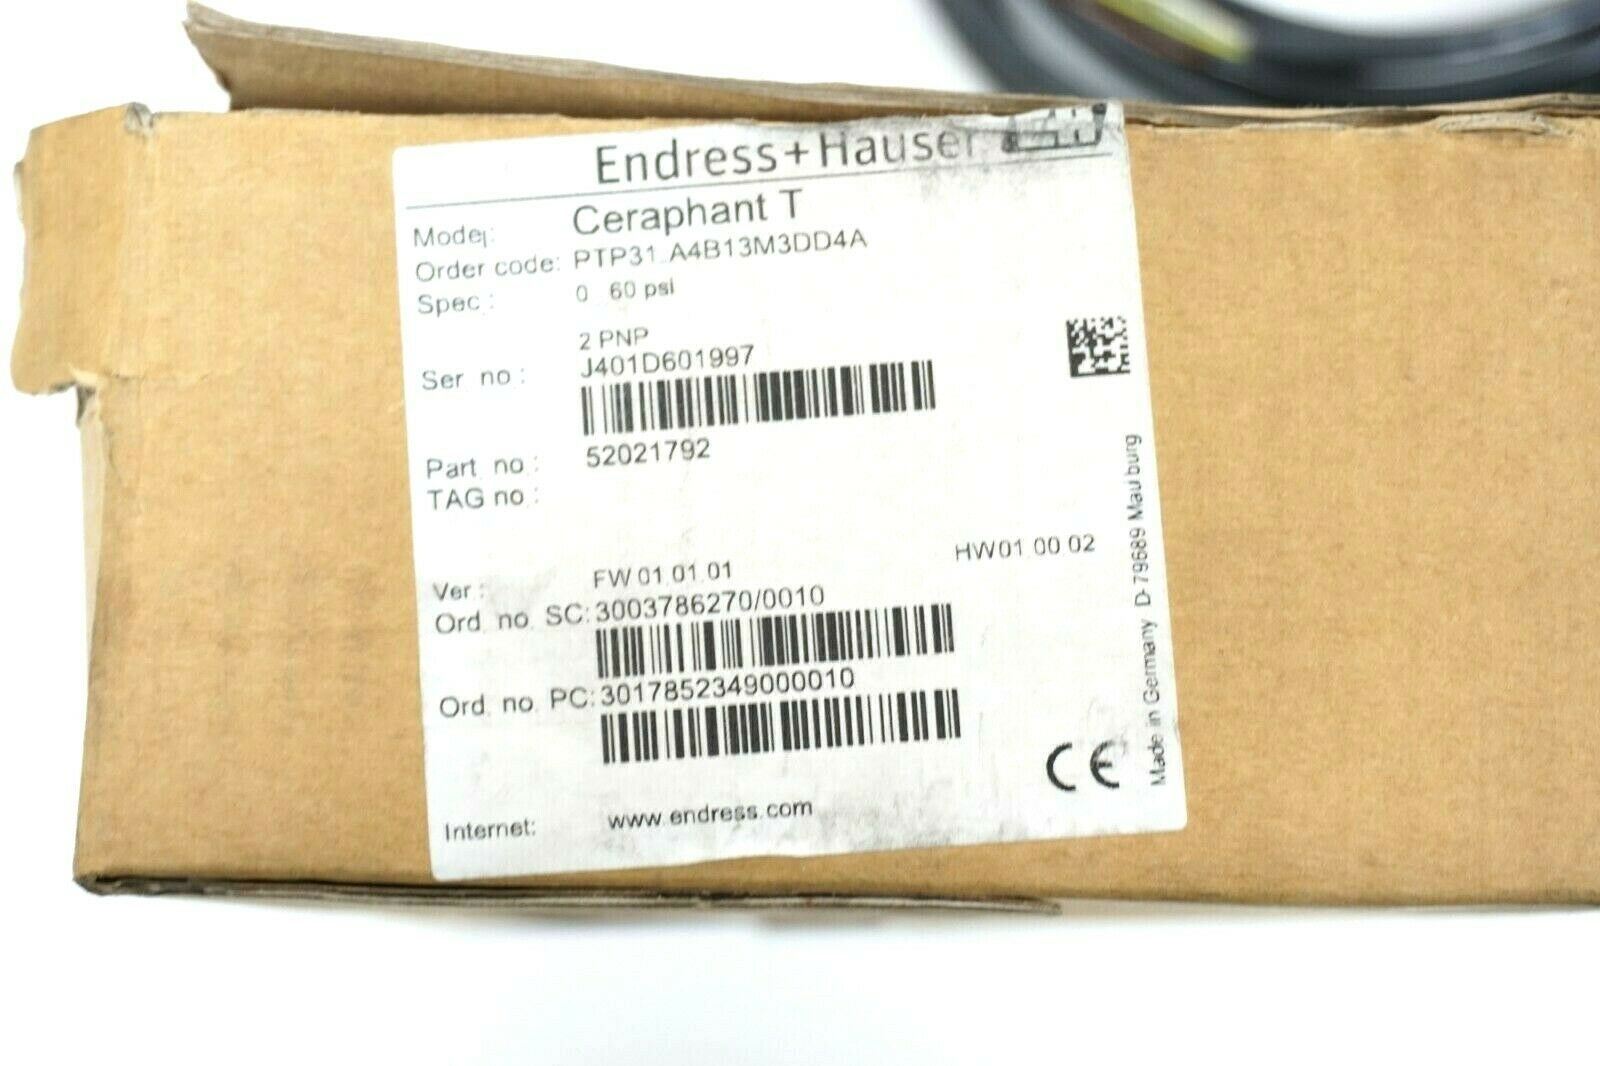 Endress+Hauser
Model: Ceraphant T
Order code: PTP31-A4B13M3DD4A
Spec.: 0...60 psi
2 PNP
Ser. no.: J401D601997
Part. no.: 52021792
TAG no.:
Ver.: FW 01.01.01 HW01.00.02
Ord. no. SC: 3003786270/0010
Ord. no. PC: 3017852349000010
Internet: www.endress.com
CE
Made in Germany D-79689 Maulburg